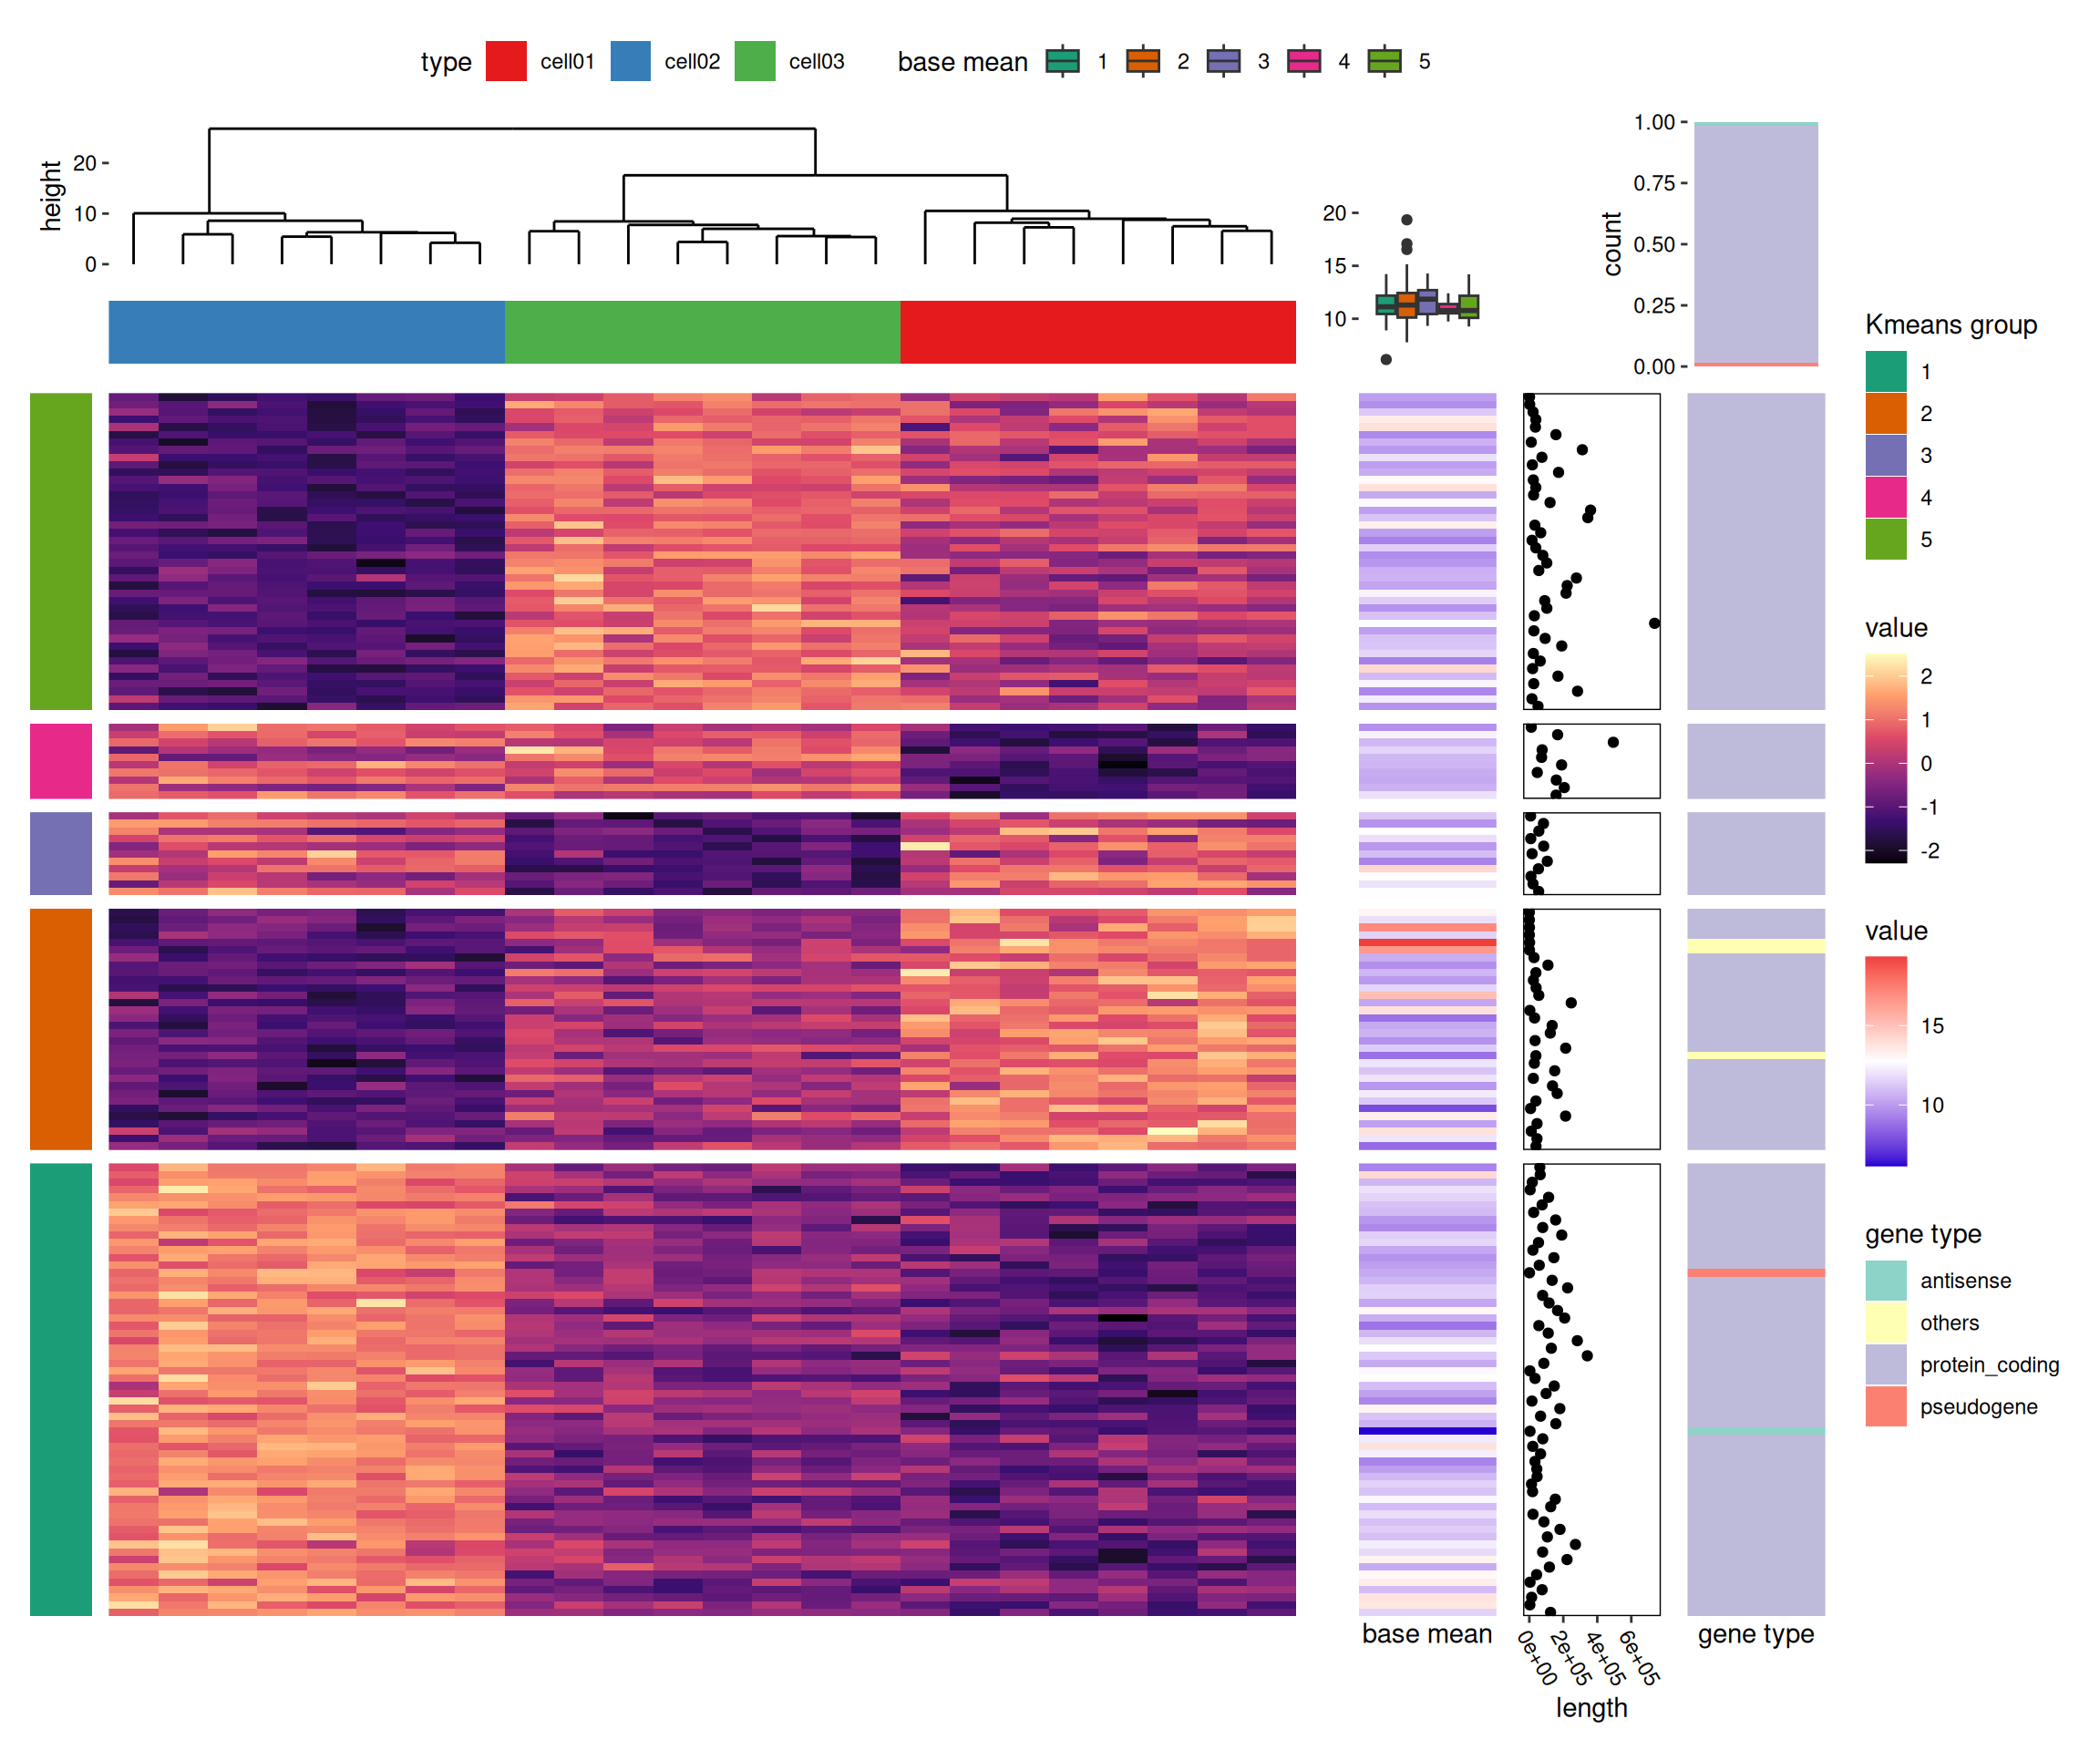 type cell01 cell02 cell03 base mean 1 2 3 4 5
height
20
10
0
20
15
10
count
1.00
0.75
0.50
0.25
0.00
Kmeans group
1
2
3
4
5
value
2
1
0
-1
-2
value
15
10
gene type
antisense
others
protein_coding
pseudogene
base mean
0e+00 2e+05 4e+05 6e+05
length
gene type